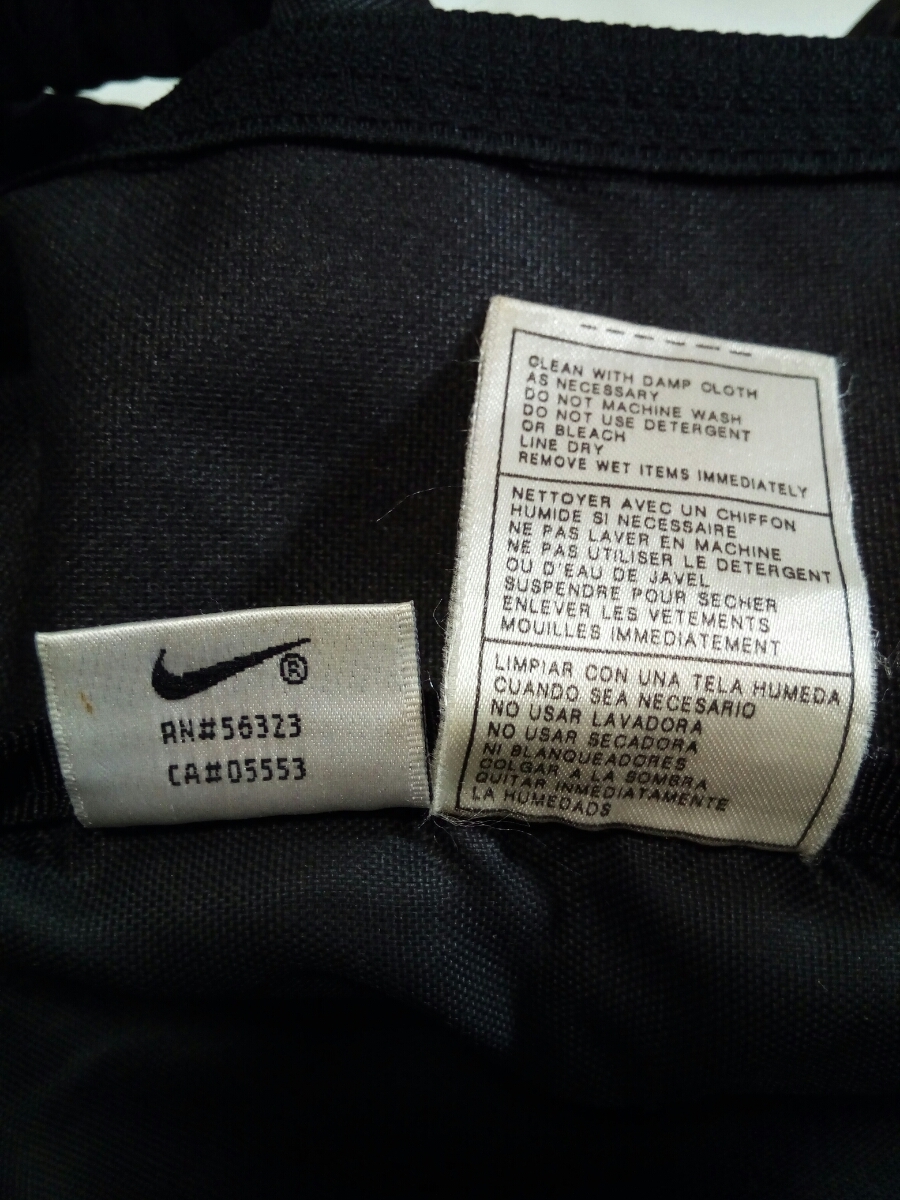 ®
RN#56323
CA#05553
CLEAN WITH DAMP CLOTH
AS NECESSARY
DO NOT MACHINE WASH
DO NOT USE DETERGENT
OR BLEACH
LINE DRY
REMOVE WET ITEMS IMMEDIATELY
NETTOYER AVEC UN CHIFFON
HUMIDE SI NECESSAIRE
NE PAS LAVER EN MACHINE
NE PAS UTILISER LE DETERGENT
OU D'EAU DE JAVEL
SUSPENDRE POUR SECHER
ENLEVER LES VETEMENTS
MOUILLES IMMEDIATEMENT
LIMPIAR CON UNA TELA HUMEDA
CUANDO SEA NECESARIO
NO USAR LAVADORA
NO USAR SECADORA
NI BLANQUEADORES
COLGAR A LA SOMBRA
QUITAR INMEDIATAMENTE
LA HUMEDADS